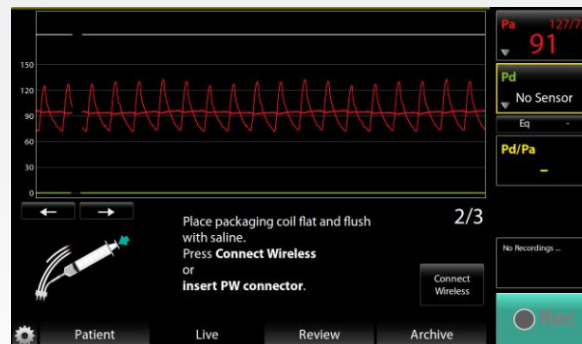 Pa 127/7
91
Pd
No Sensor
Eq -
Pd/Pa
-
150
120
90
60
30
0
← →
2/3
Place packaging coil flat and flush
with saline.
Press Connect Wireless
or
insert PW connector.
Connect
Wireless
No Recordings ...
Rec
Patient Live Review Archive